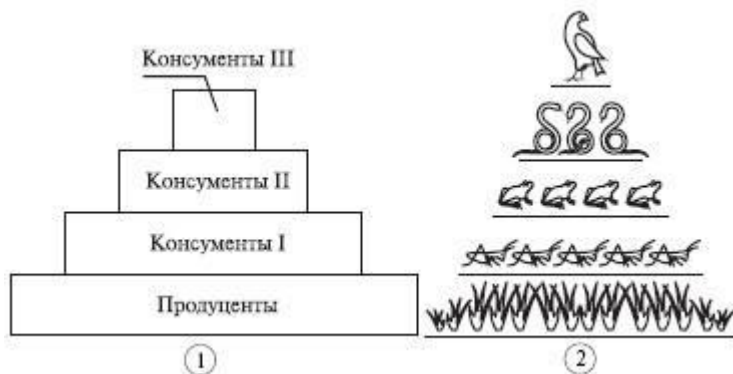 Консументы III
Консументы II
Консументы I
Продуценты
1
2